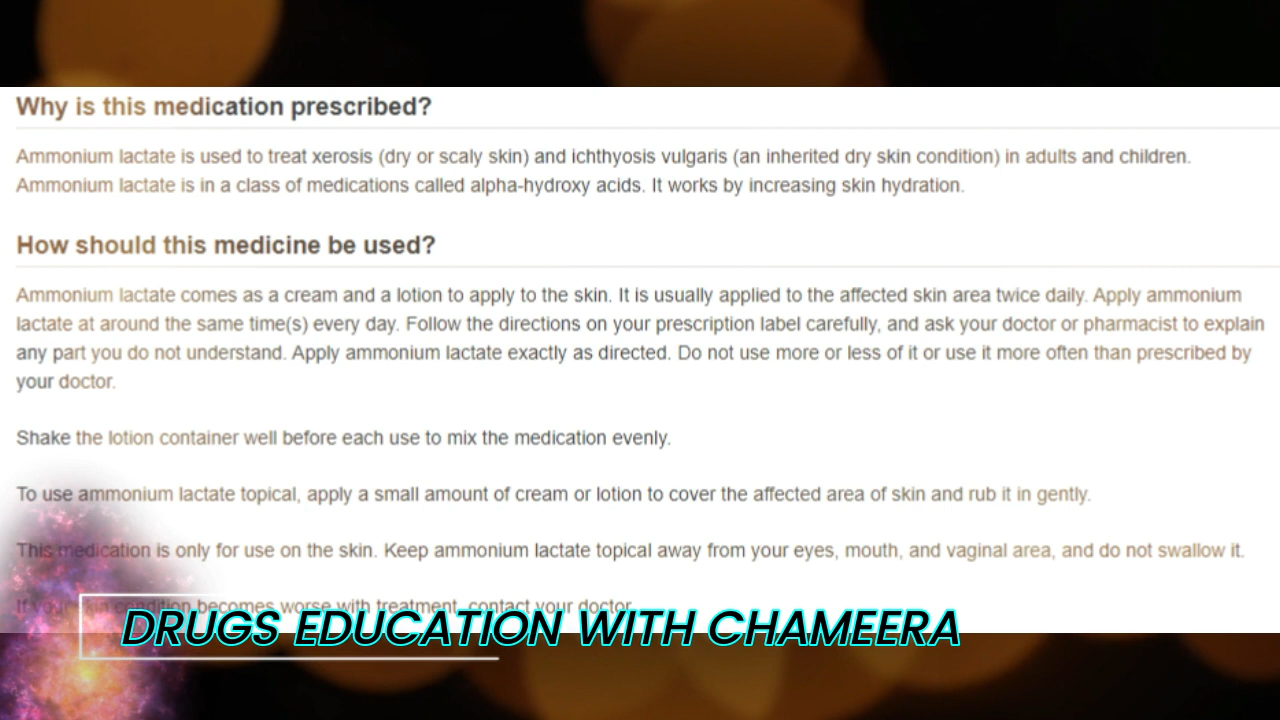 Why is this medication prescribed?
Ammonium lactate is used to treat xerosis (dry or scaly skin) and ichthyosis vulgaris (an inherited dry skin condition) in adults and children.
Ammonium lactate is in a class of medications called alpha-hydroxy acids. It works by increasing skin hydration.
How should this medicine be used?
Ammonium lactate comes as a cream and a lotion to apply to the skin. It is usually applied to the affected skin area twice daily. Apply ammonium
lactate at around the same time(s) every day. Follow the directions on your prescription label carefully, and ask your doctor or pharmacist to explain
any part you do not understand. Apply ammonium lactate exactly as directed. Do not use more or less of it or use it more often than prescribed by
your doctor.
Shake the lotion container well before each use to mix the medication evenly.
To use ammonium lactate topical, apply a small amount of cream or lotion to cover the affected area of skin and rub it in gently.
This medication is only for use on the skin. Keep ammonium lactate topical away from your eyes, mouth, and vaginal area, and do not swallow it.
If your skin condition becomes worse with treatment, contact your doctor.
DRUGS EDUCATION WITH CHAMEERA